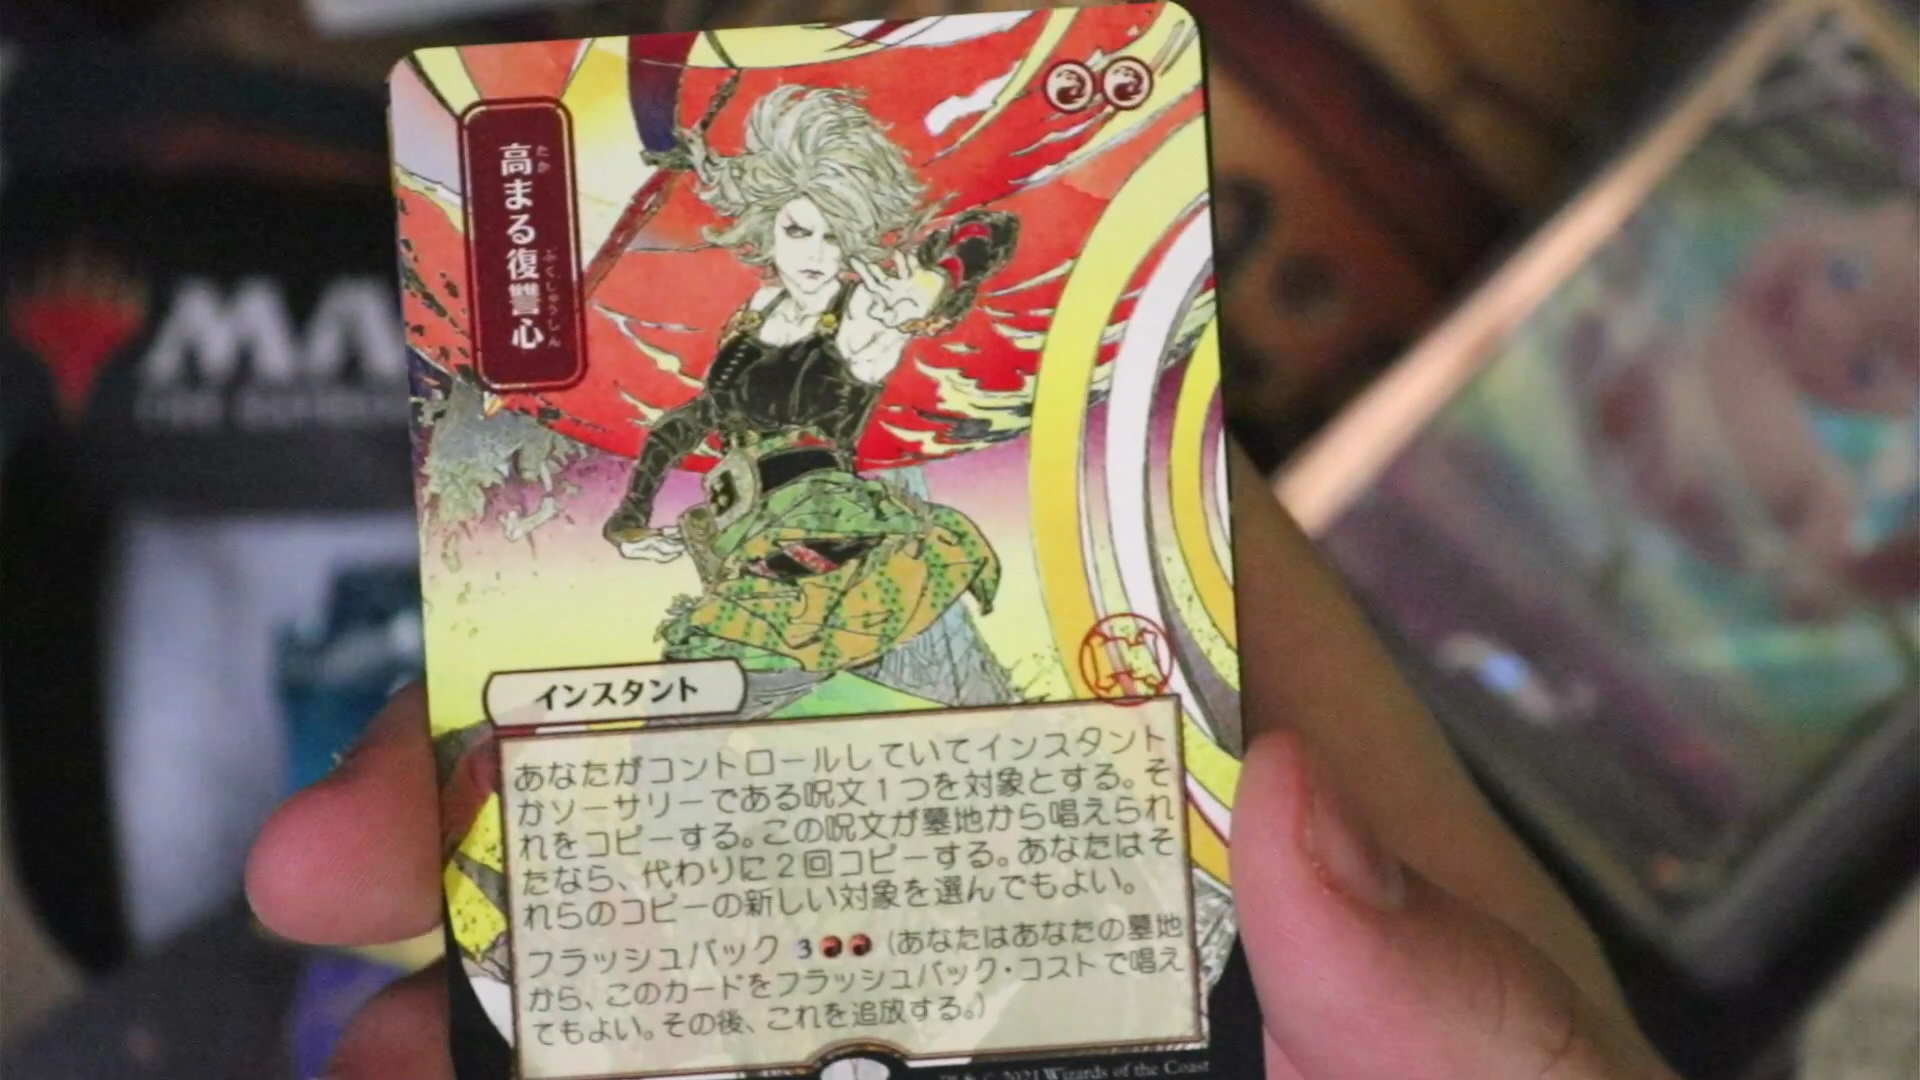 高まる復讐心
たか
ふくしゅうしん
インスタント
あなたがコントロールしていてインスタント
かソーサリーである呪文1つを対象とする。そ
れをコピーする。この呪文が墓地から唱えられ
たなら、代わりに2回コピーする。あなたはそ
れらのコピーの新しい対象を選んでもよい。
フラッシュバック 3 (あなたはあなたの墓地
から、このカードをフラッシュバック・コストで唱え
てもよい。その後、これを追放する。)
2021 Wizards of the Coast
MA